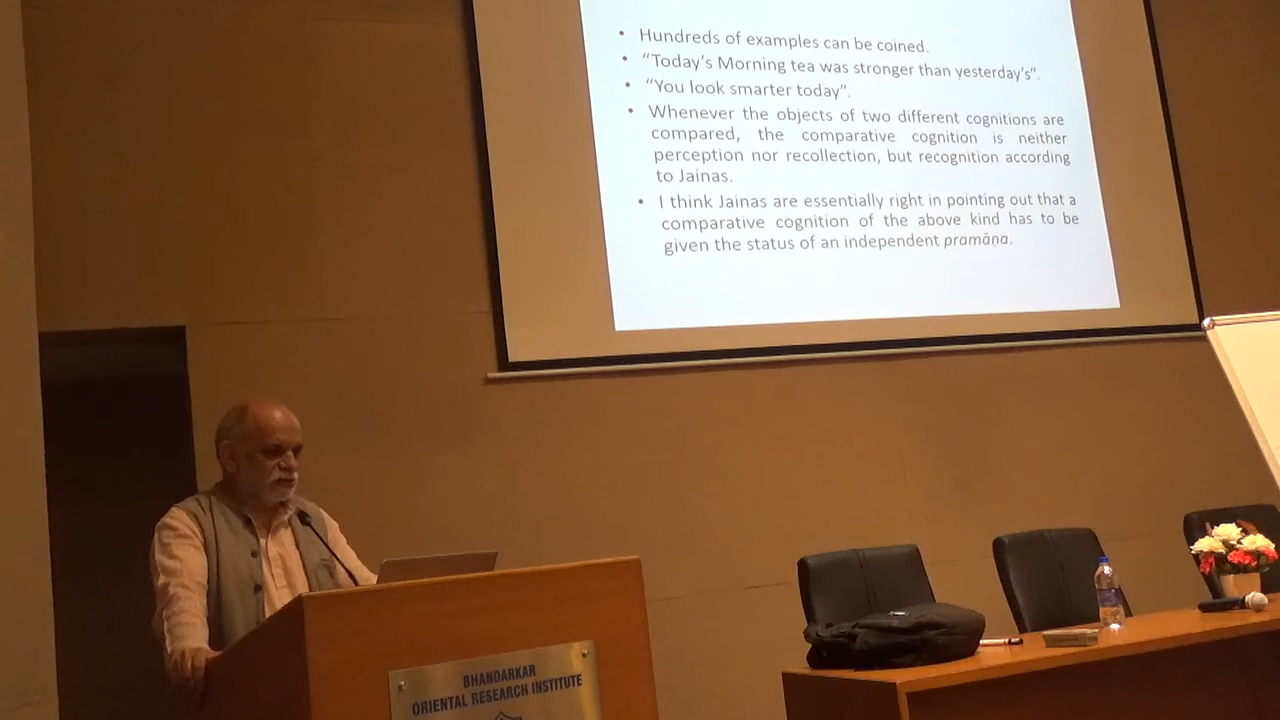 • Hundreds of examples can be coined.
• “Today’s Morning tea was stronger than yesterday’s”.
• “You look smarter today”.
• Whenever the objects of two different cognitions are
compared, the comparative cognition is neither
perception nor recollection, but recognition according
to Jainas.
• I think Jainas are essentially right in pointing out that a
comparative cognition of the above kind has to be
given the status of an independent pramāṇa.
BHANDARKAR
ORIENTAL RESEARCH INSTITUTE